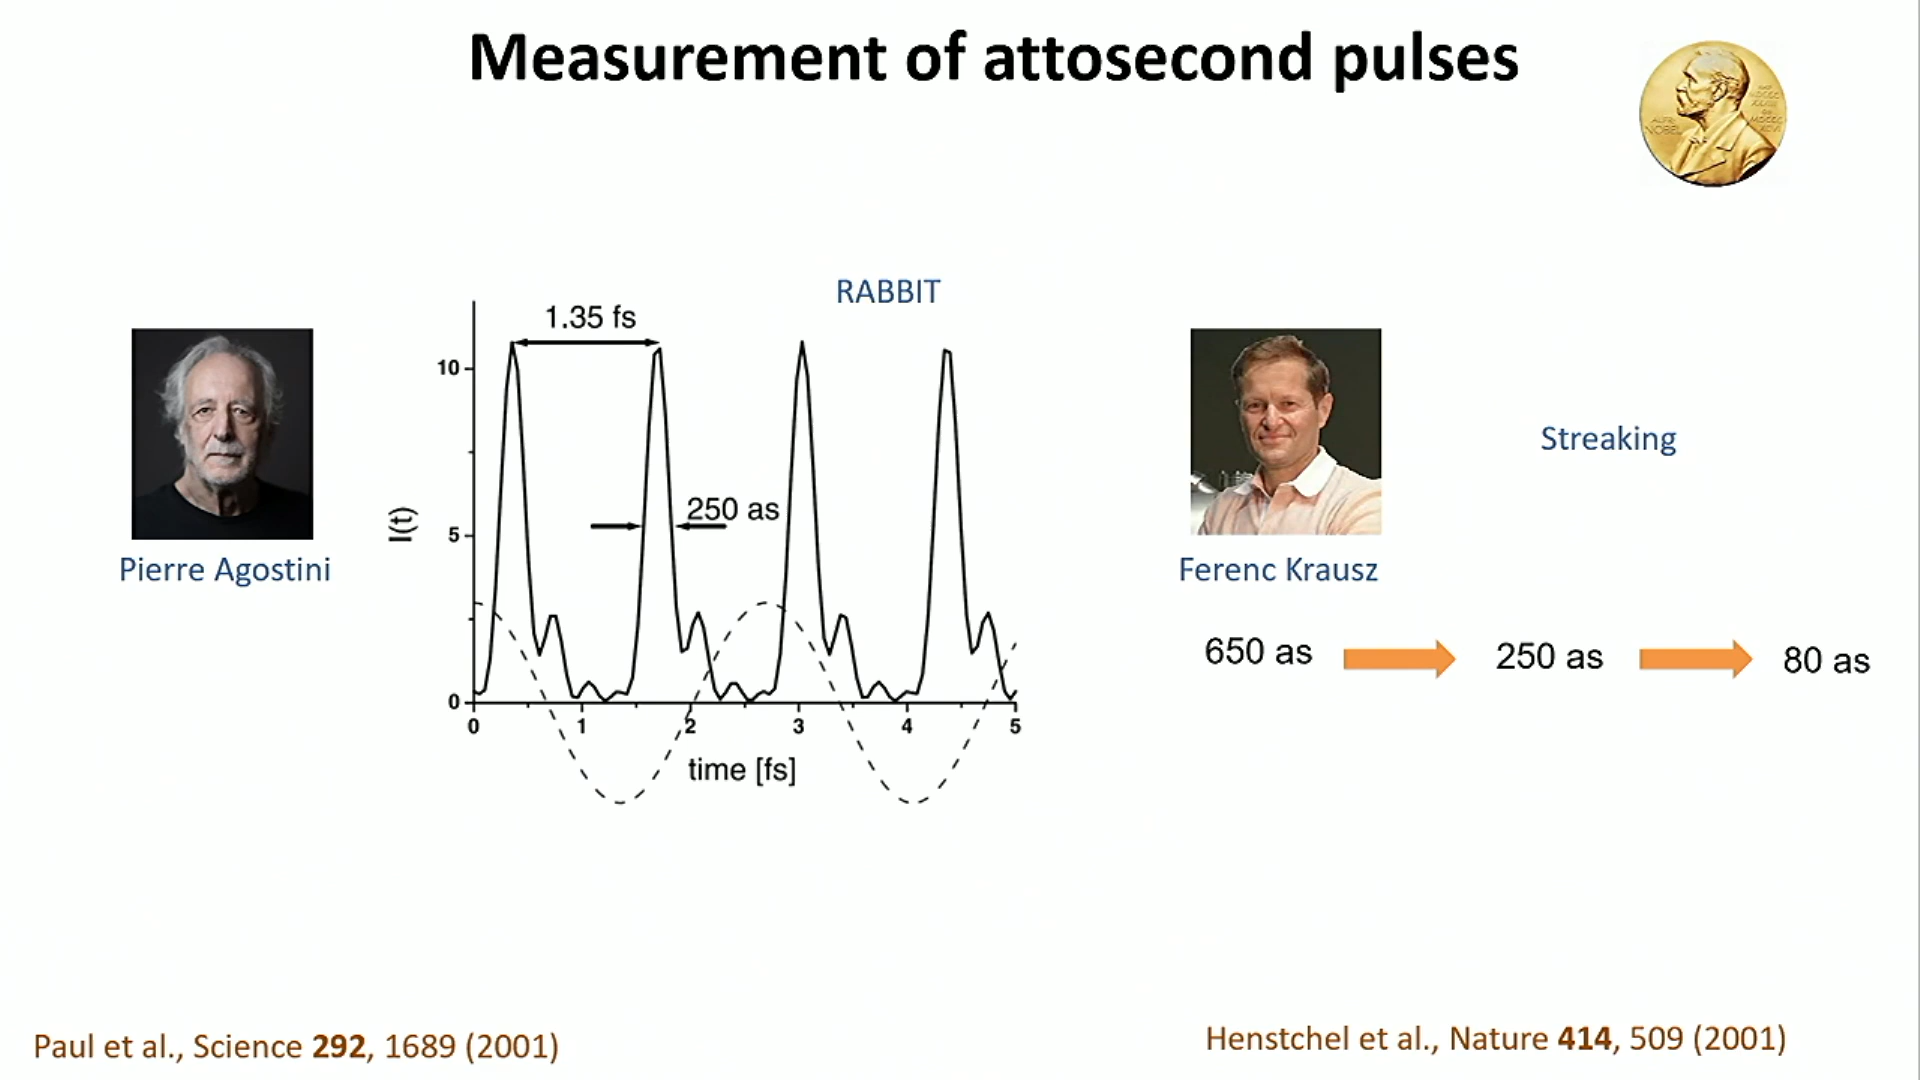 Measurement of attosecond pulses
RABBIT
1.35 fs
10
5
0
I(t)
250 as
0 1 2 3 4 5
time [fs]
Pierre Agostini
Ferenc Krausz
Streaking
650 as
250 as
80 as
Paul et al., Science 292, 1689 (2001)
Henstchel et al., Nature 414, 509 (2001)